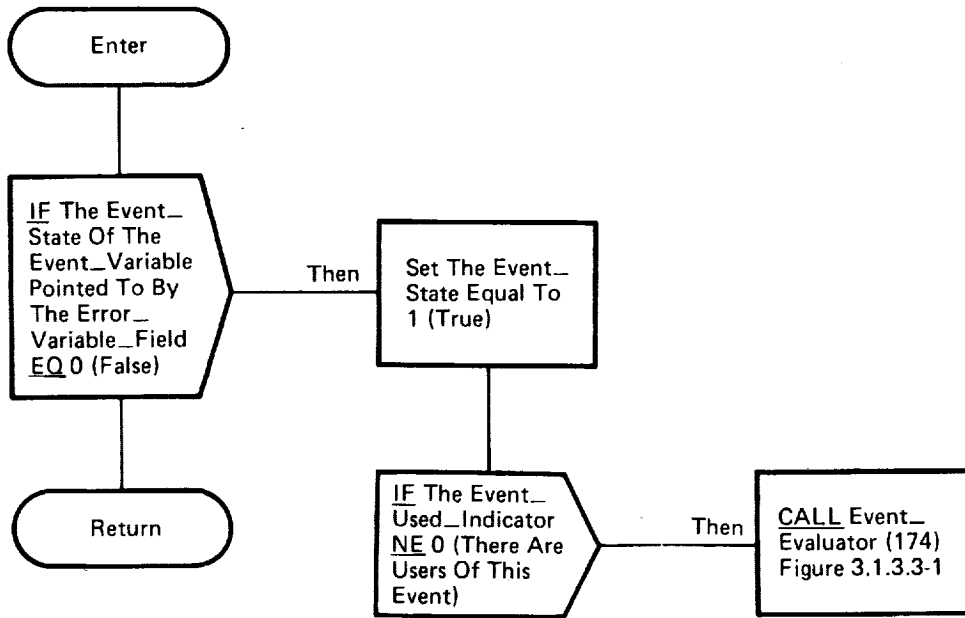 Enter
IF The Event_
State Of The
Event_Variable
Pointed To By
The Error_
Variable_Field
EQ 0 (False)
Then
Set The Event_
State Equal To
1 (True)
Return
IF The Event_
Used_Indicator
NE 0 (There Are
Users Of This
Event)
Then
CALL Event_
Evaluator (174)
Figure 3.1.3.3-1